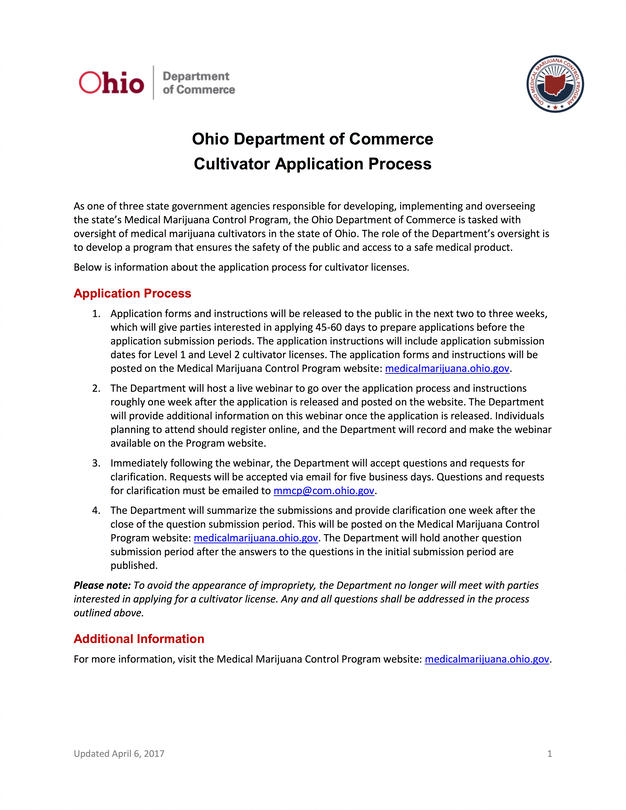 Ohio
Department
of Commerce
OHIO MEDICAL MARIJUANA CONTROL PROGRAM
Ohio Department of Commerce
Cultivator Application Process
As one of three state government agencies responsible for developing, implementing and overseeing
the state's Medical Marijuana Control Program, the Ohio Department of Commerce is tasked with
oversight of medical marijuana cultivators in the state of Ohio. The role of the Department's oversight is
to develop a program that ensures the safety of the public and access to a safe medical product.
Below is information about the application process for cultivator licenses.
Application Process
1. Application forms and instructions will be released to the public in the next two to three weeks,
which will give parties interested in applying 45-60 days to prepare applications before the
application submission periods. The application instructions will include application submission
dates for Level 1 and Level 2 cultivator licenses. The application forms and instructions will be
posted on the Medical Marijuana Control Program website: medicalmarijuana.ohio.gov.
2. The Department will host a live webinar to go over the application process and instructions
roughly one week after the application is released and posted on the website. The Department
will provide additional information on this webinar once the application is released. Individuals
planning to attend should register online, and the Department will record and make the webinar
available on the Program website.
3. Immediately following the webinar, the Department will accept questions and requests for
clarification. Requests will be accepted via email for five business days. Questions and requests
for clarification must be emailed to mmcp@com.ohio.gov.
4. The Department will summarize the submissions and provide clarification one week after the
close of the question submission period. This will be posted on the Medical Marijuana Control
Program website: medicalmarijuana.ohio.gov. The Department will hold another question
submission period after the answers to the questions in the initial submission period are
published.
Please note: To avoid the appearance of impropriety, the Department no longer will meet with parties
interested in applying for a cultivator license. Any and all questions shall be addressed in the process
outlined above.
Additional Information
For more information, visit the Medical Marijuana Control Program website: medicalmarijuana.ohio.gov.
Updated April 6, 2017
1